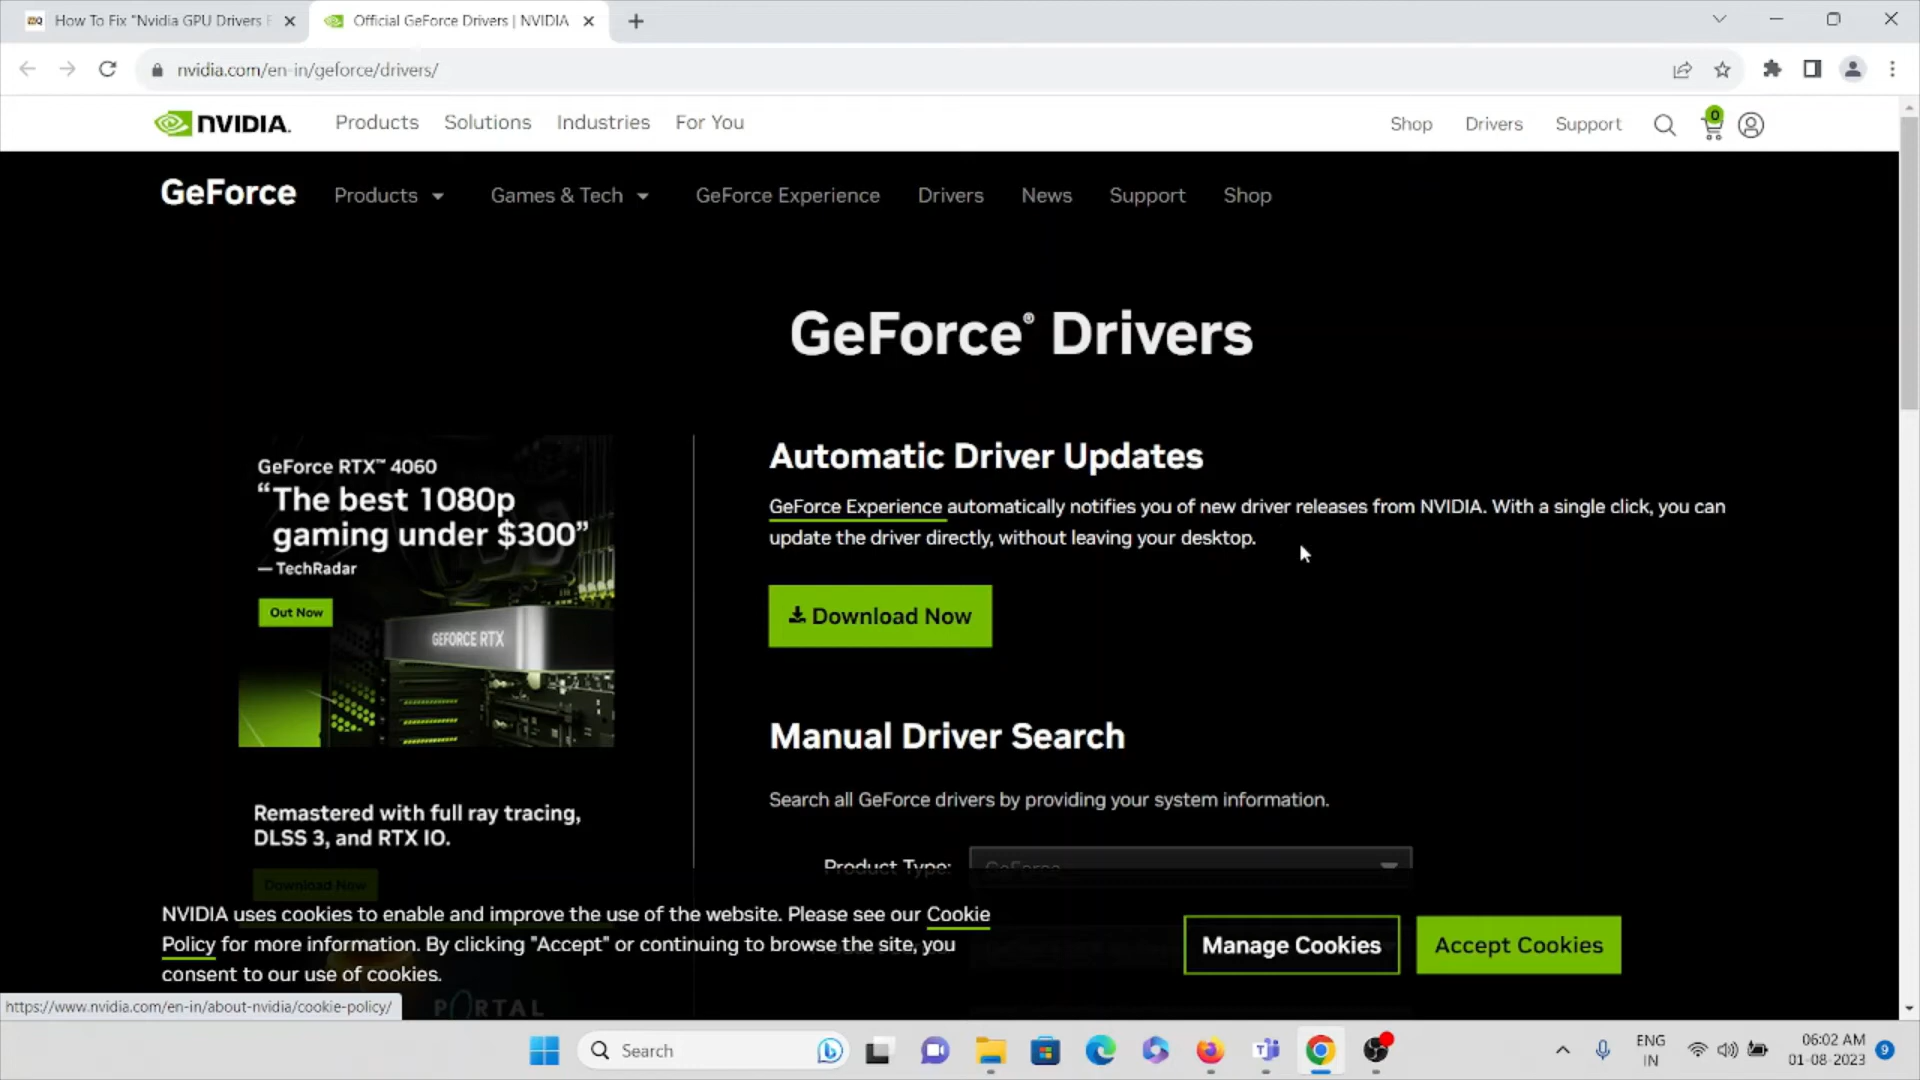 How To Fix "Nvidia GPU Drivers
Official GeForce Drivers | NVIDIA
nvidia.com/en-in/geforce/drivers/
NVIDIA.
Products
Solutions
Industries
For You
Shop
Drivers
Support
0
GeForce
Products
Games & Tech
GeForce Experience
Drivers
News
Support
Shop
GeForce® Drivers
GeForce RTX™ 4060
“The best 1080p
gaming under $300”
— TechRadar
Out Now
GEFORCE RTX
Automatic Driver Updates
GeForce Experience automatically notifies you of new driver releases from NVIDIA. With a single click, you can
update the driver directly, without leaving your desktop.
Download Now
Manual Driver Search
Search all GeForce drivers by providing your system information.
Product Type:
GeForce
Remastered with full ray tracing,
DLSS 3, and RTX IO.
Download Now
NVIDIA uses cookies to enable and improve the use of the website. Please see our Cookie
Policy for more information. By clicking "Accept" or continuing to browse the site, you
consent to our use of cookies.
Manage Cookies
Accept Cookies
PORTAL
https://www.nvidia.com/en-in/about-nvidia/cookie-policy/
Search
ENG
IN
06:02 AM
01-08-2023
9